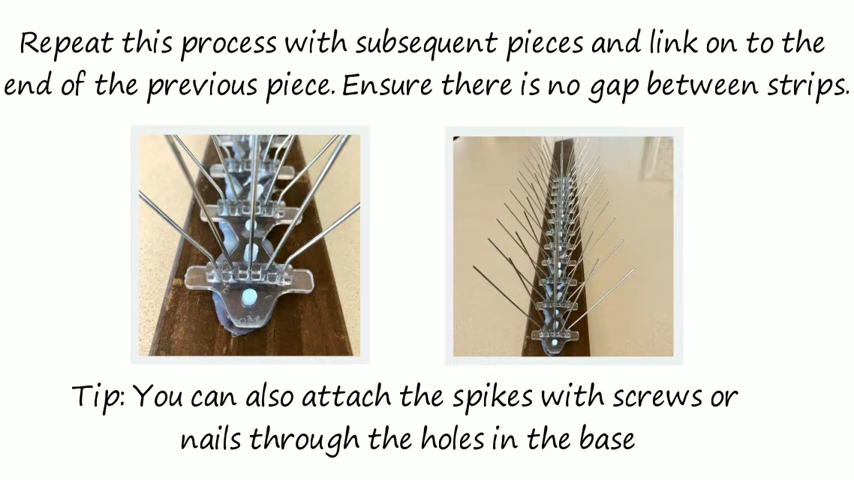 Repeat this process with subsequent pieces and link on to the
end of the previous piece. Ensure there is no gap between strips.
Tip: You can also attach the spikes with screws or
nails through the holes in the base